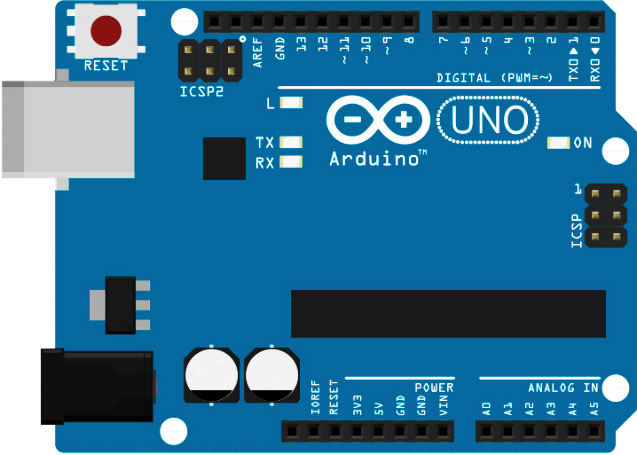 RESET
ICSP2
AREF
GND
13
12
~11
~10
~9
8
7
~6
~5
4
~3
2
TX0▶1
RX0◀0
DIGITAL (PWM=~)
L
TX
RX
Arduino™
UNO
ON
1
ICSP
POWER
ANALOG IN
IOREF
RESET
3V3
5V
GND
GND
VIN
A0
A1
A2
A3
A4
A5